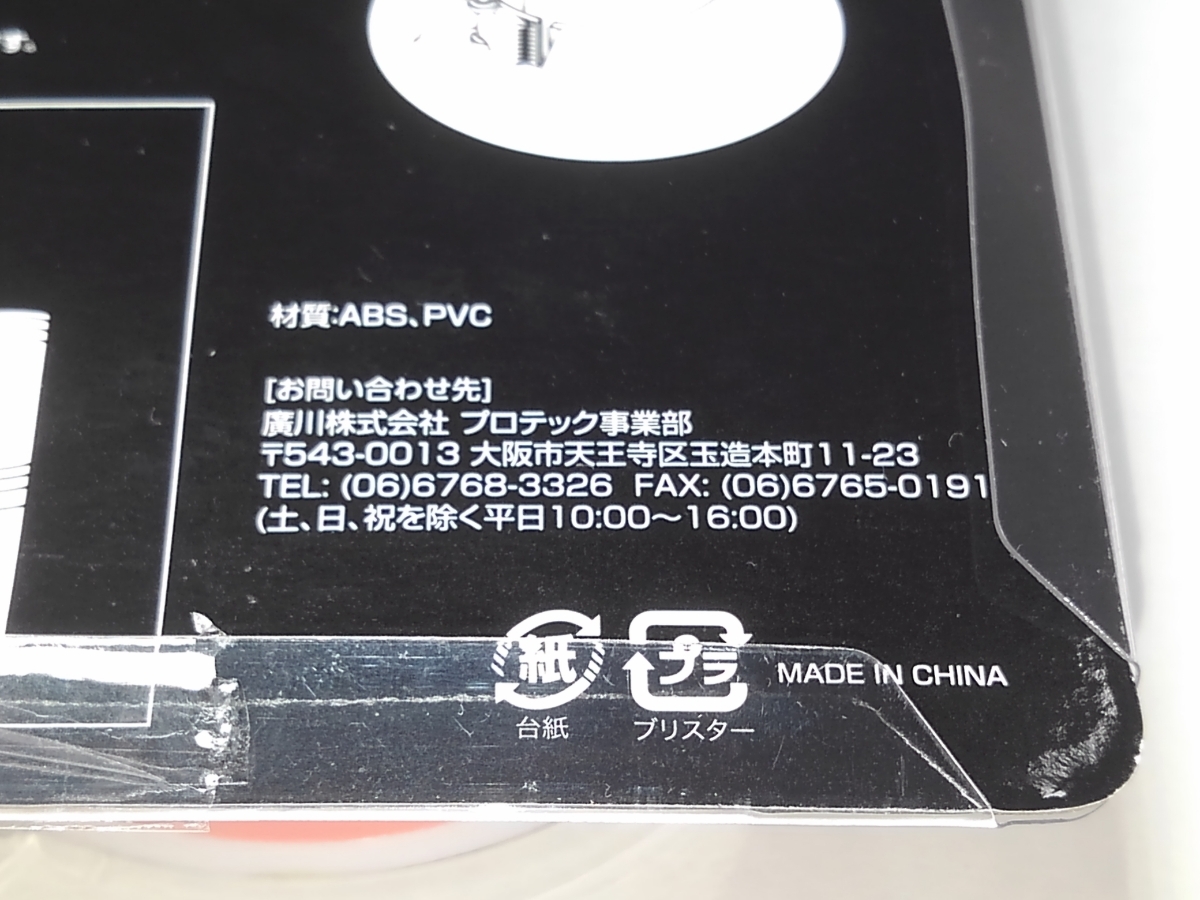 す。
材質:ABS、PVC
[お問い合わせ先]
廣川株式会社 プロテック事業部
〒543-0013 大阪市天王寺区玉造本町11-23
TEL: (06)6768-3326 FAX: (06)6765-0191
(土、日、祝を除く平日10:00～16:00)
紙 プラ MADE IN CHINA
台紙 ブリスター